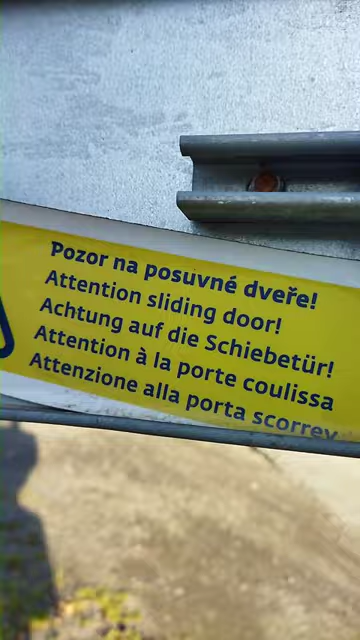 Pozor na posuvné dveře!
Attention sliding door!
Achtung auf die Schiebetür!
Attention à la porte coulissa
Attenzione alla porta scorrev